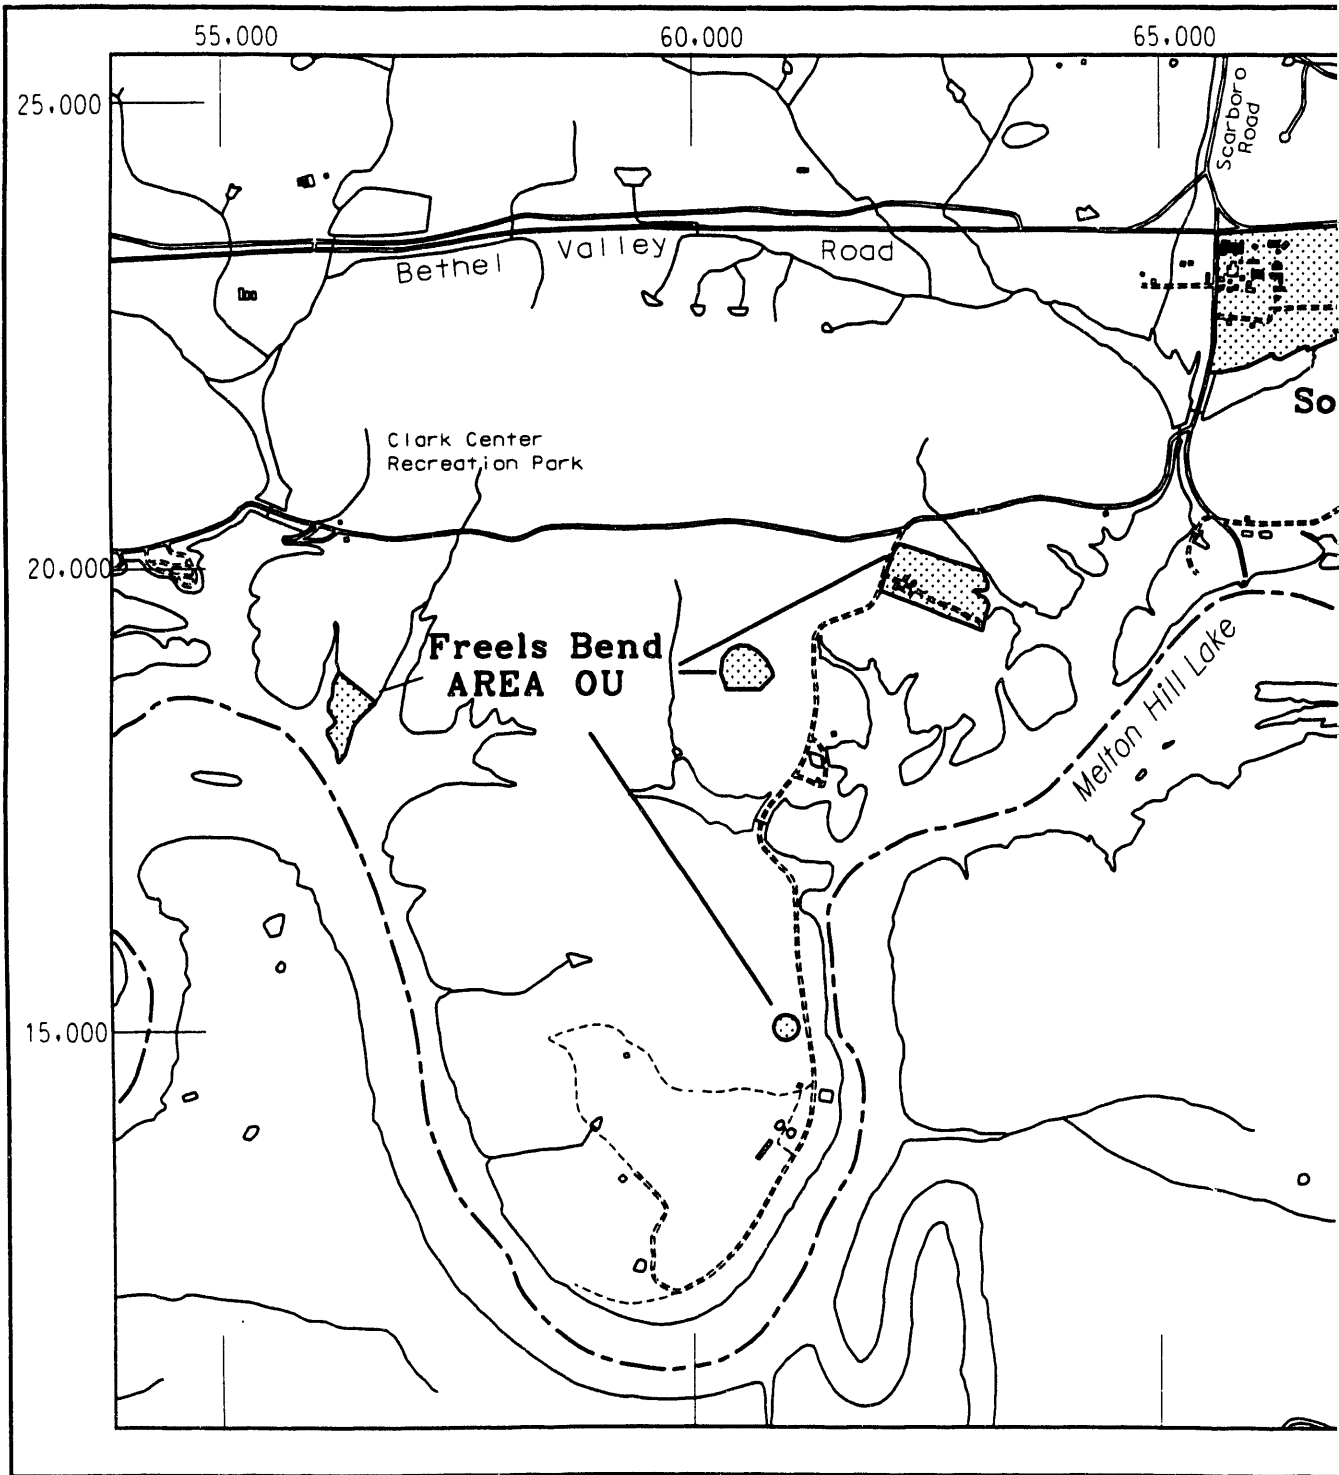 55,000
60,000
65,000
25,000
Scarboro
Road
Bethel Valley Road
So
Clark Center
Recreation Park
20,000
Freels Bend
AREA OU
Melton Hill Lake
15,000